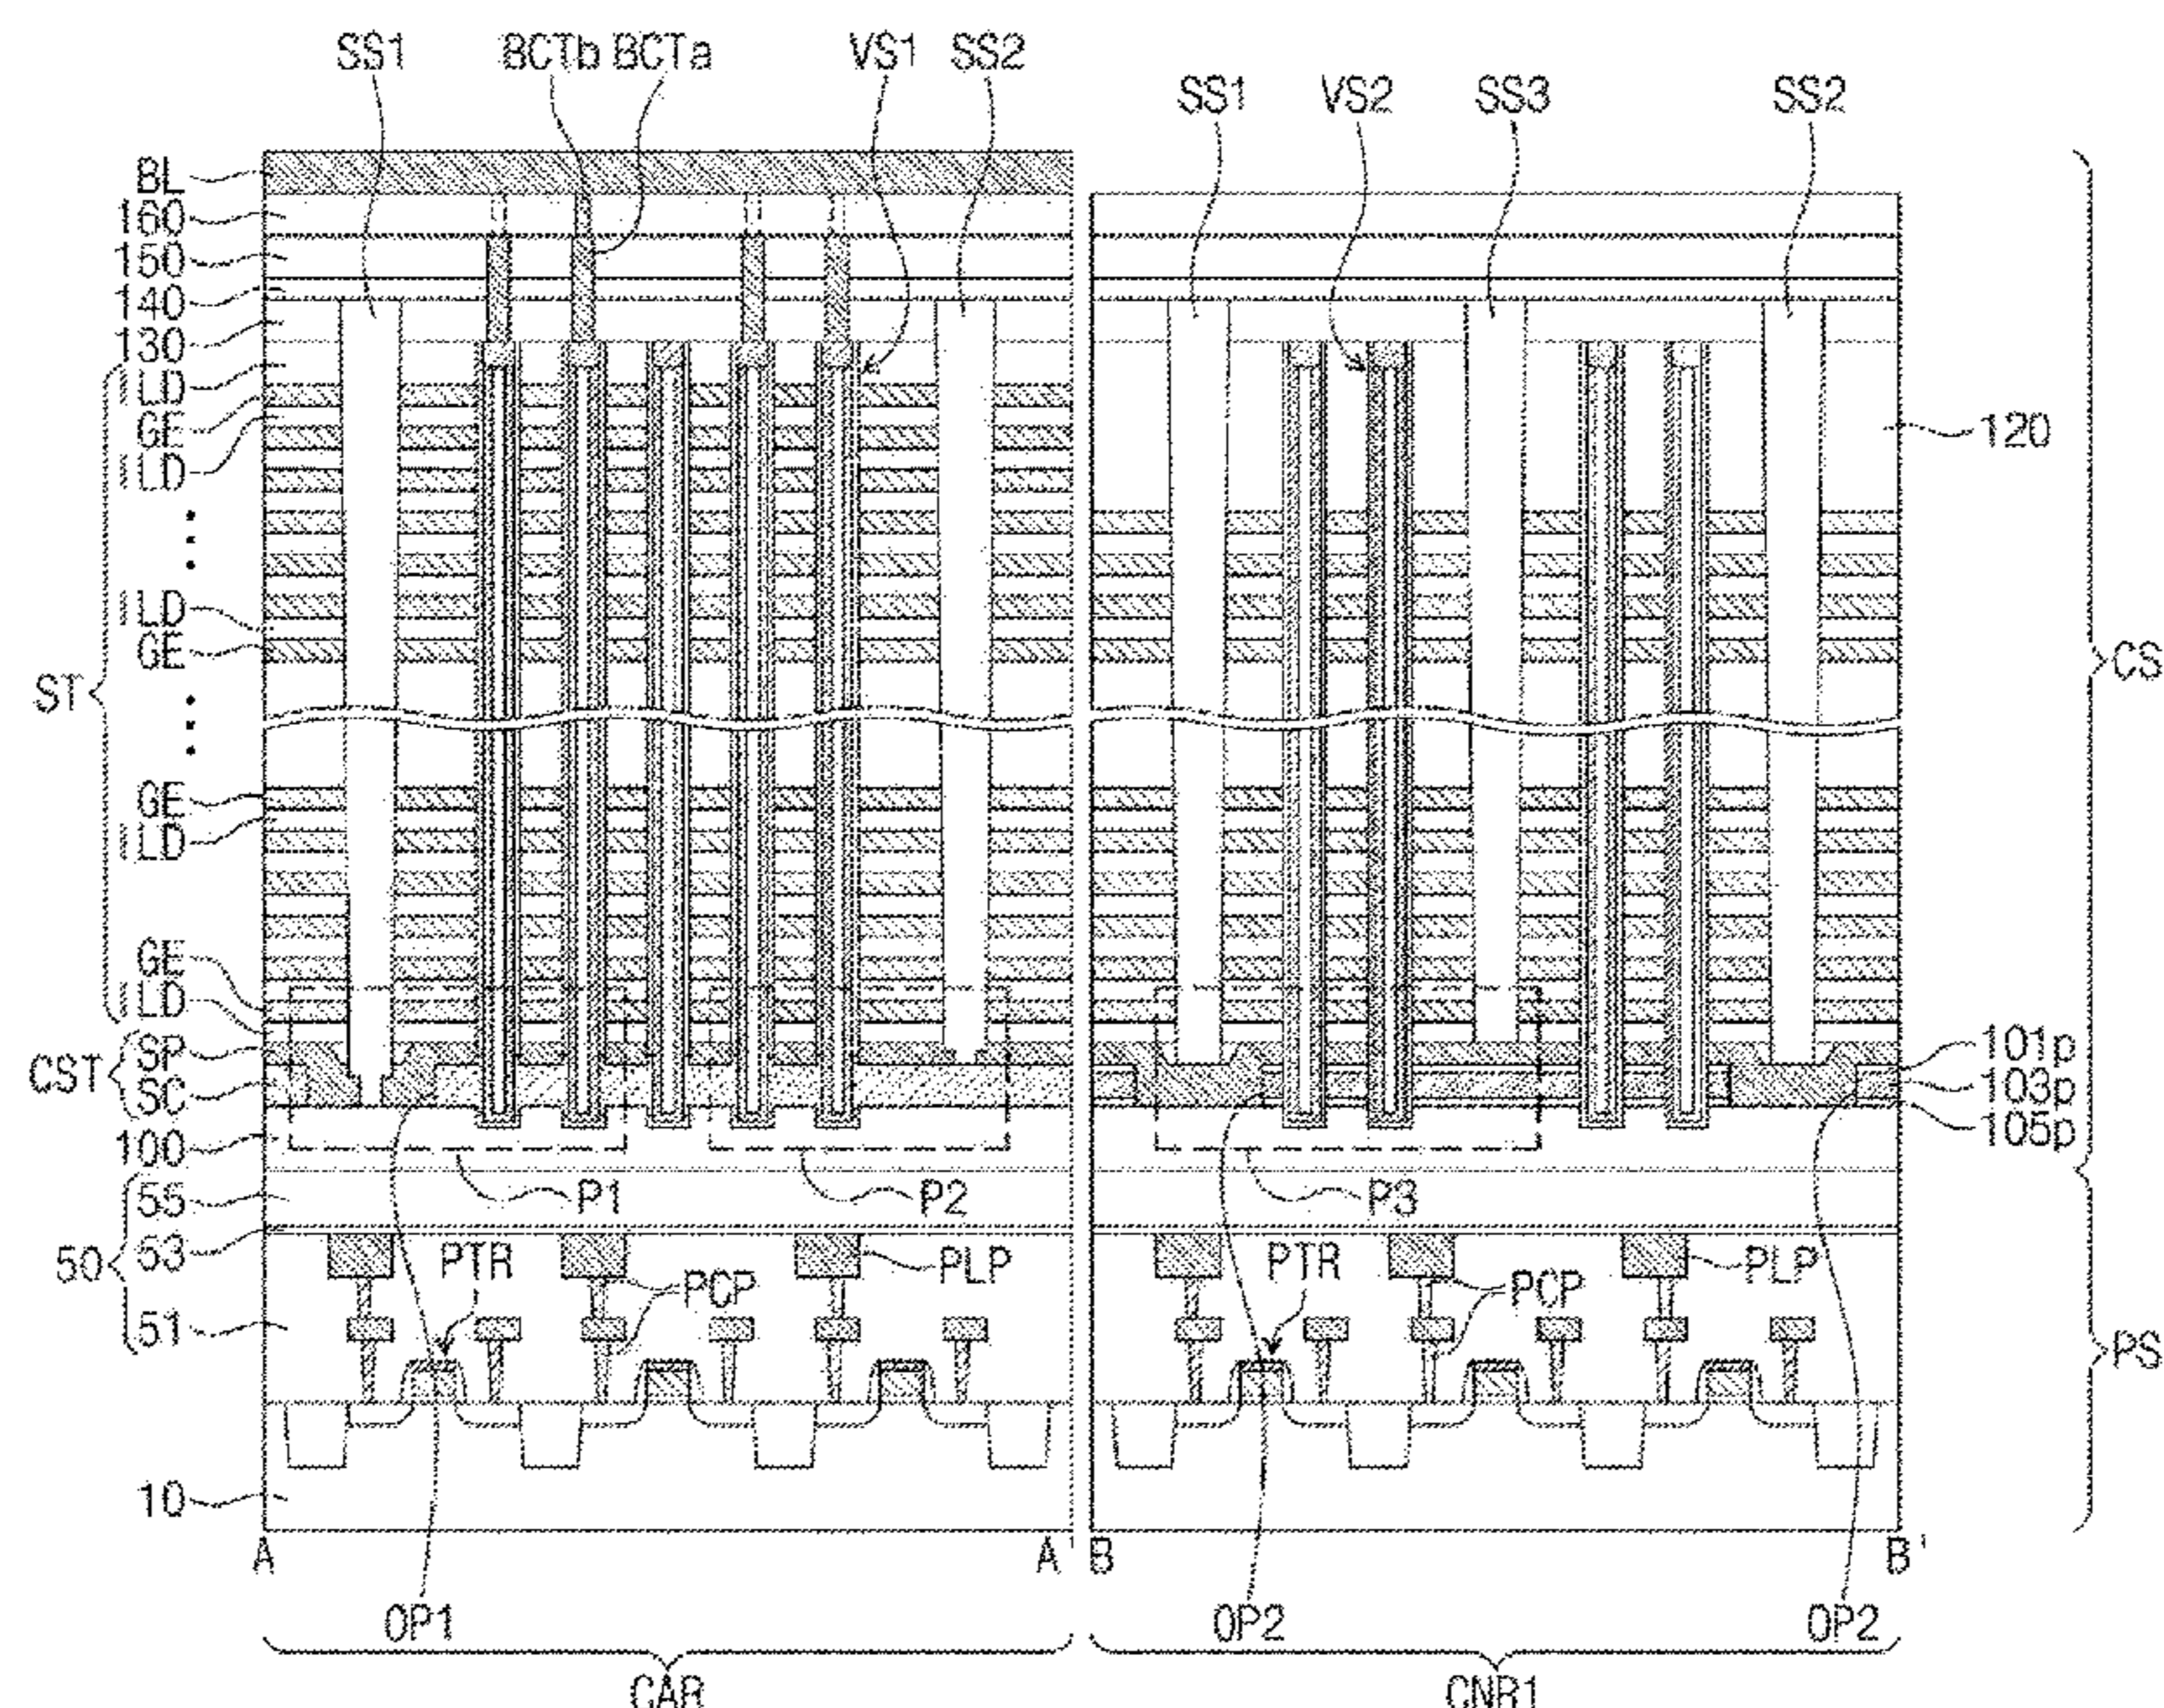 SS1 BCTb BCTa VS1 SS2
SS1 VS2 SS3 SS2
BL
160
150
140
130
ILD
GE
ILD
120
ILD
GE
ST
CS
GE
ILD
GE
ILD
SP
CST
SC
101p
103p
105p
100
55
P1 P2 P3
53
50
PTR PCP PLP
PTR PCP PLP
51
PS
10
A A' B B'
OP1 OP2 OP2
CAR CNR1